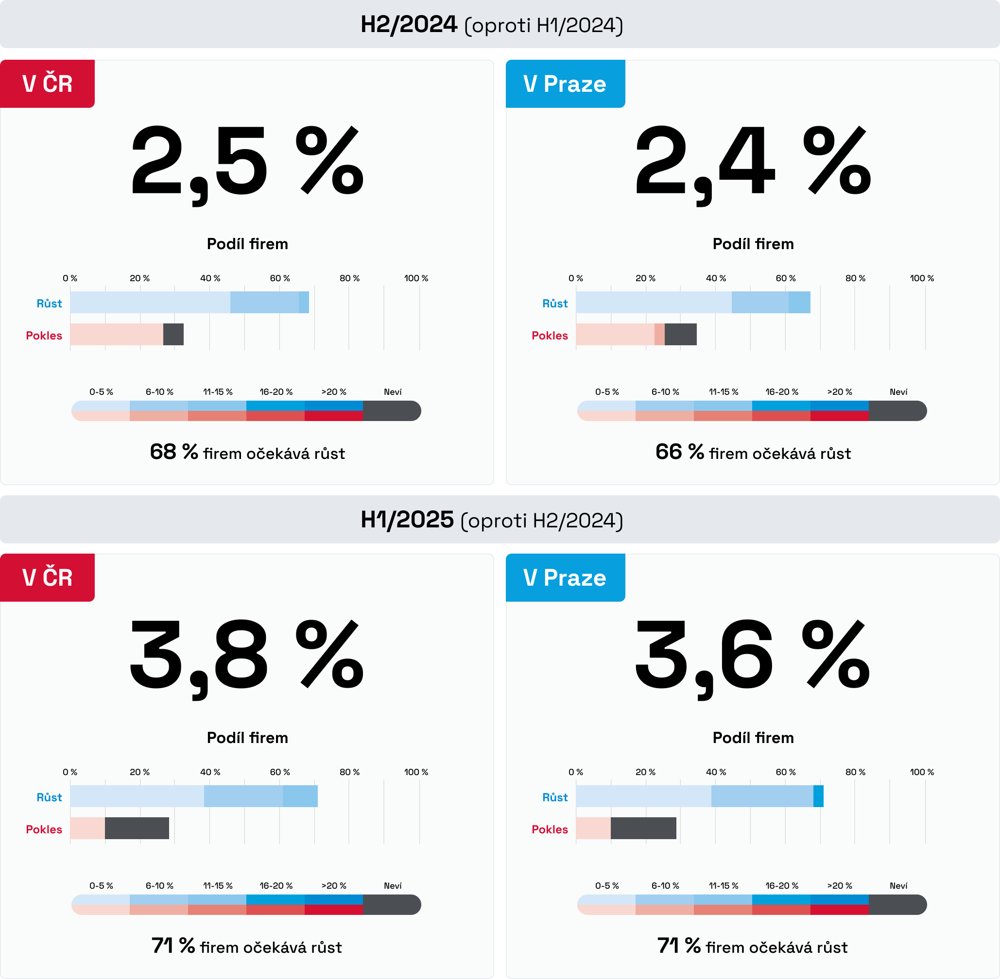 H2/2024 (oproti H1/2024)
V ČR
2,5 %
Podíl firem
0 % 20 % 40 % 60 % 80 % 100 %
Růst
Pokles
0-5 % 6-10 % 11-15 % 16-20 % >20 % Neví
68 % firem očekává růst
V Praze
2,4 %
Podíl firem
0 % 20 % 40 % 60 % 80 % 100 %
Růst
Pokles
0-5 % 6-10 % 11-15 % 16-20 % >20 % Neví
66 % firem očekává růst
H1/2025 (oproti H2/2024)
V ČR
3,8 %
Podíl firem
0 % 20 % 40 % 60 % 80 % 100 %
Růst
Pokles
0-5 % 6-10 % 11-15 % 16-20 % >20 % Neví
71 % firem očekává růst
V Praze
3,6 %
Podíl firem
0 % 20 % 40 % 60 % 80 % 100 %
Růst
Pokles
0-5 % 6-10 % 11-15 % 16-20 % >20 % Neví
71 % firem očekává růst